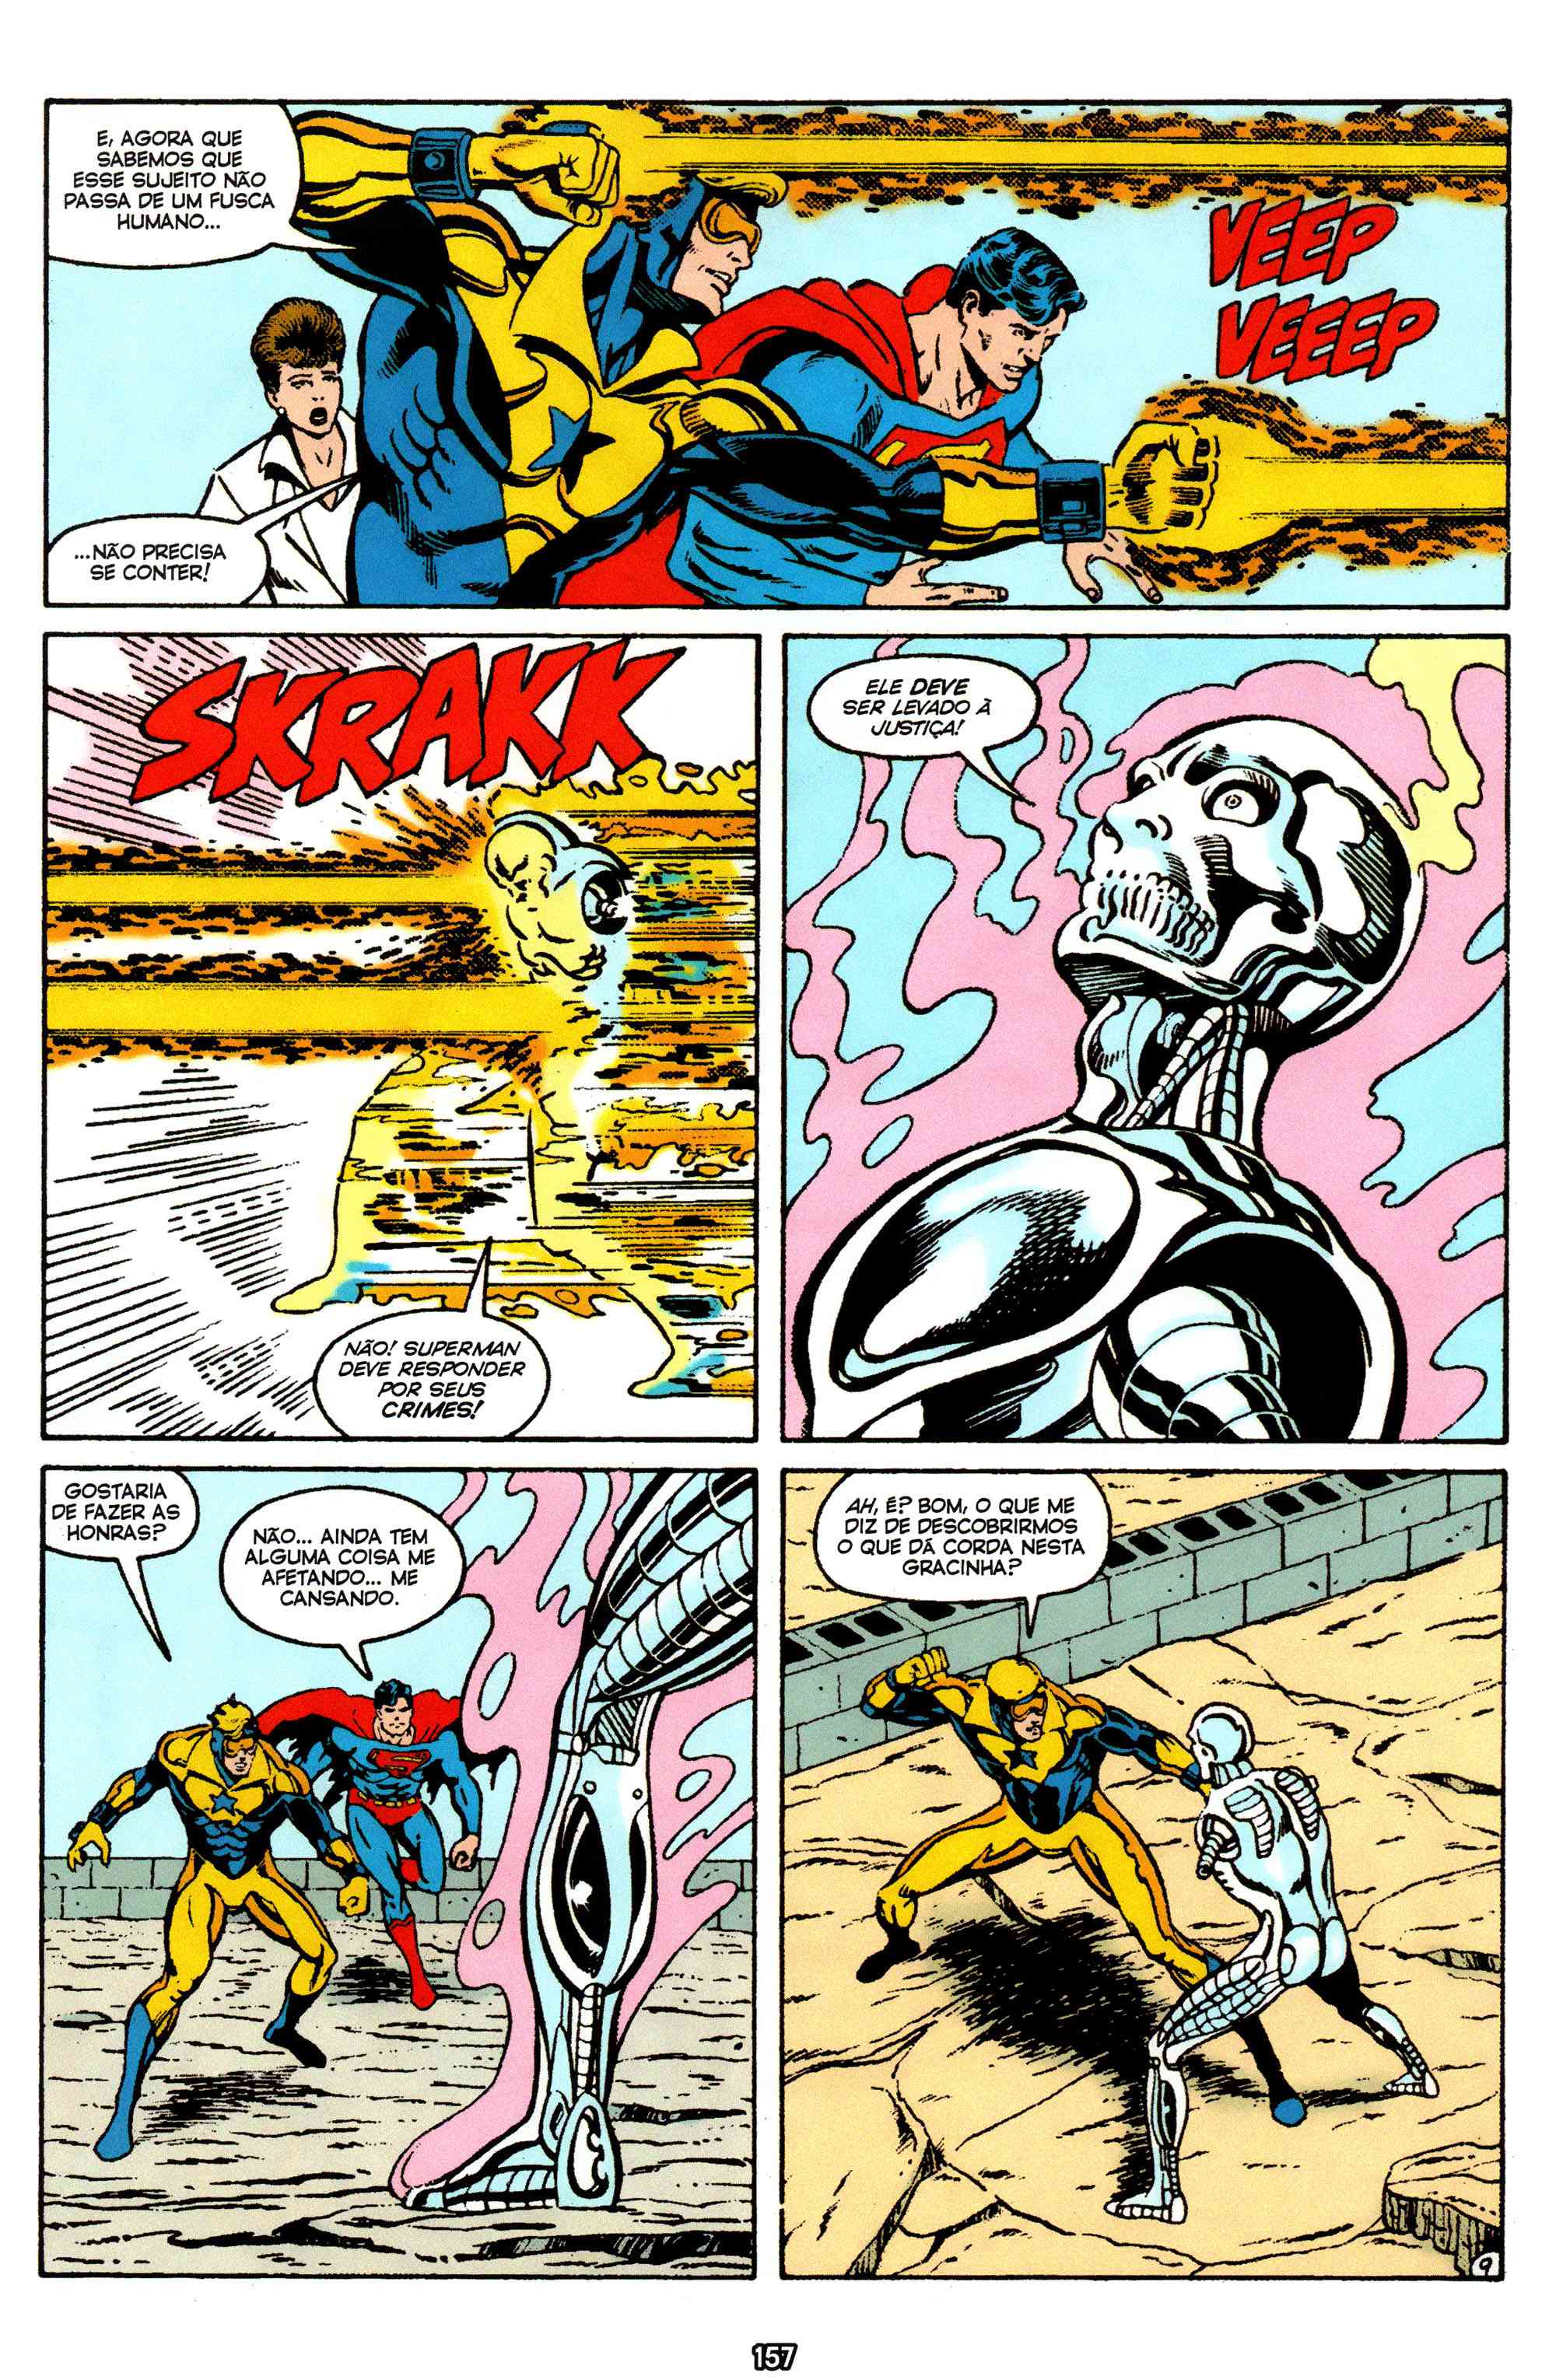 E, AGORA QUE
SABEMOS QUE
ESSE SUJEITO NÃO
PASSA DE UM FUSCA
HUMANO...
VEEP
VEEEP
...NÃO PRECISA
SE CONTER!
SKRAKK
NÃO! SUPERMAN
DEVE RESPONDER
POR SEUS
CRIMES!
ELE DEVE
SER LEVADO À
JUSTIÇA!
GOSTARIA
DE FAZER AS
HONRAS?
NÃO... AINDA TEM
ALGUMA COISA ME
AFETANDO... ME
CANSANDO.
AH, É? BOM, O QUE ME
DIZ DE DESCOBRIRMOS
O QUE DÁ CORDA NESTA
GRACINHA?
9
157